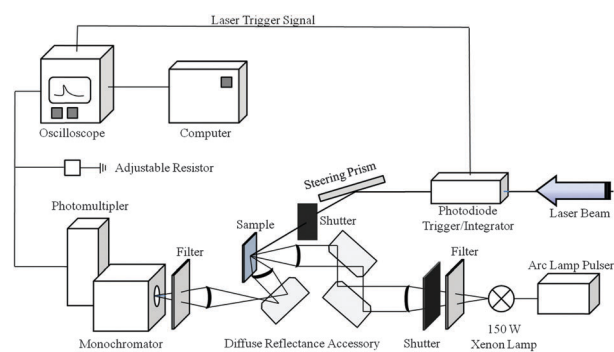 Laser Trigger Signal
Oscilloscope
Computer
Adjustable Resistor
Steering Prism
Photomultipler
Shutter
Photodiode
Trigger/Integrator
Laser Beam
Sample
Filter
Filter
Arc Lamp Pulser
Monochromator
Diffuse Reflectance Accessory
Shutter
150 W
Xenon Lamp